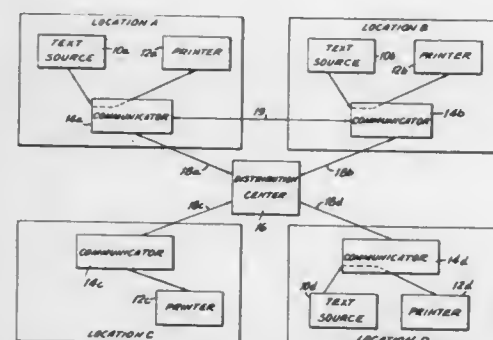 LOCATION A
TEXT SOURCE
10a
12a
PRINTER
14a
COMMUNICATOR
LOCATION B
TEXT SOURCE
10b
12b
PRINTER
COMMUNICATOR
14b
19
18a
18b
DISTRIBUTION CENTER
16
18c
18d
COMMUNICATOR
14c
12c
PRINTER
LOCATION C
COMMUNICATOR
14d
10d
TEXT SOURCE
12d
PRINTER
LOCATION D